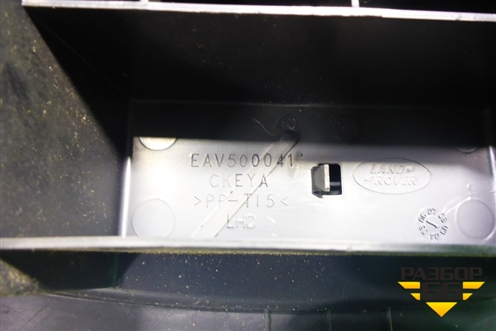 EAV500041
CKEYA
>PP-T15<
LHD
LAND-
ROVER
РАЗБОР